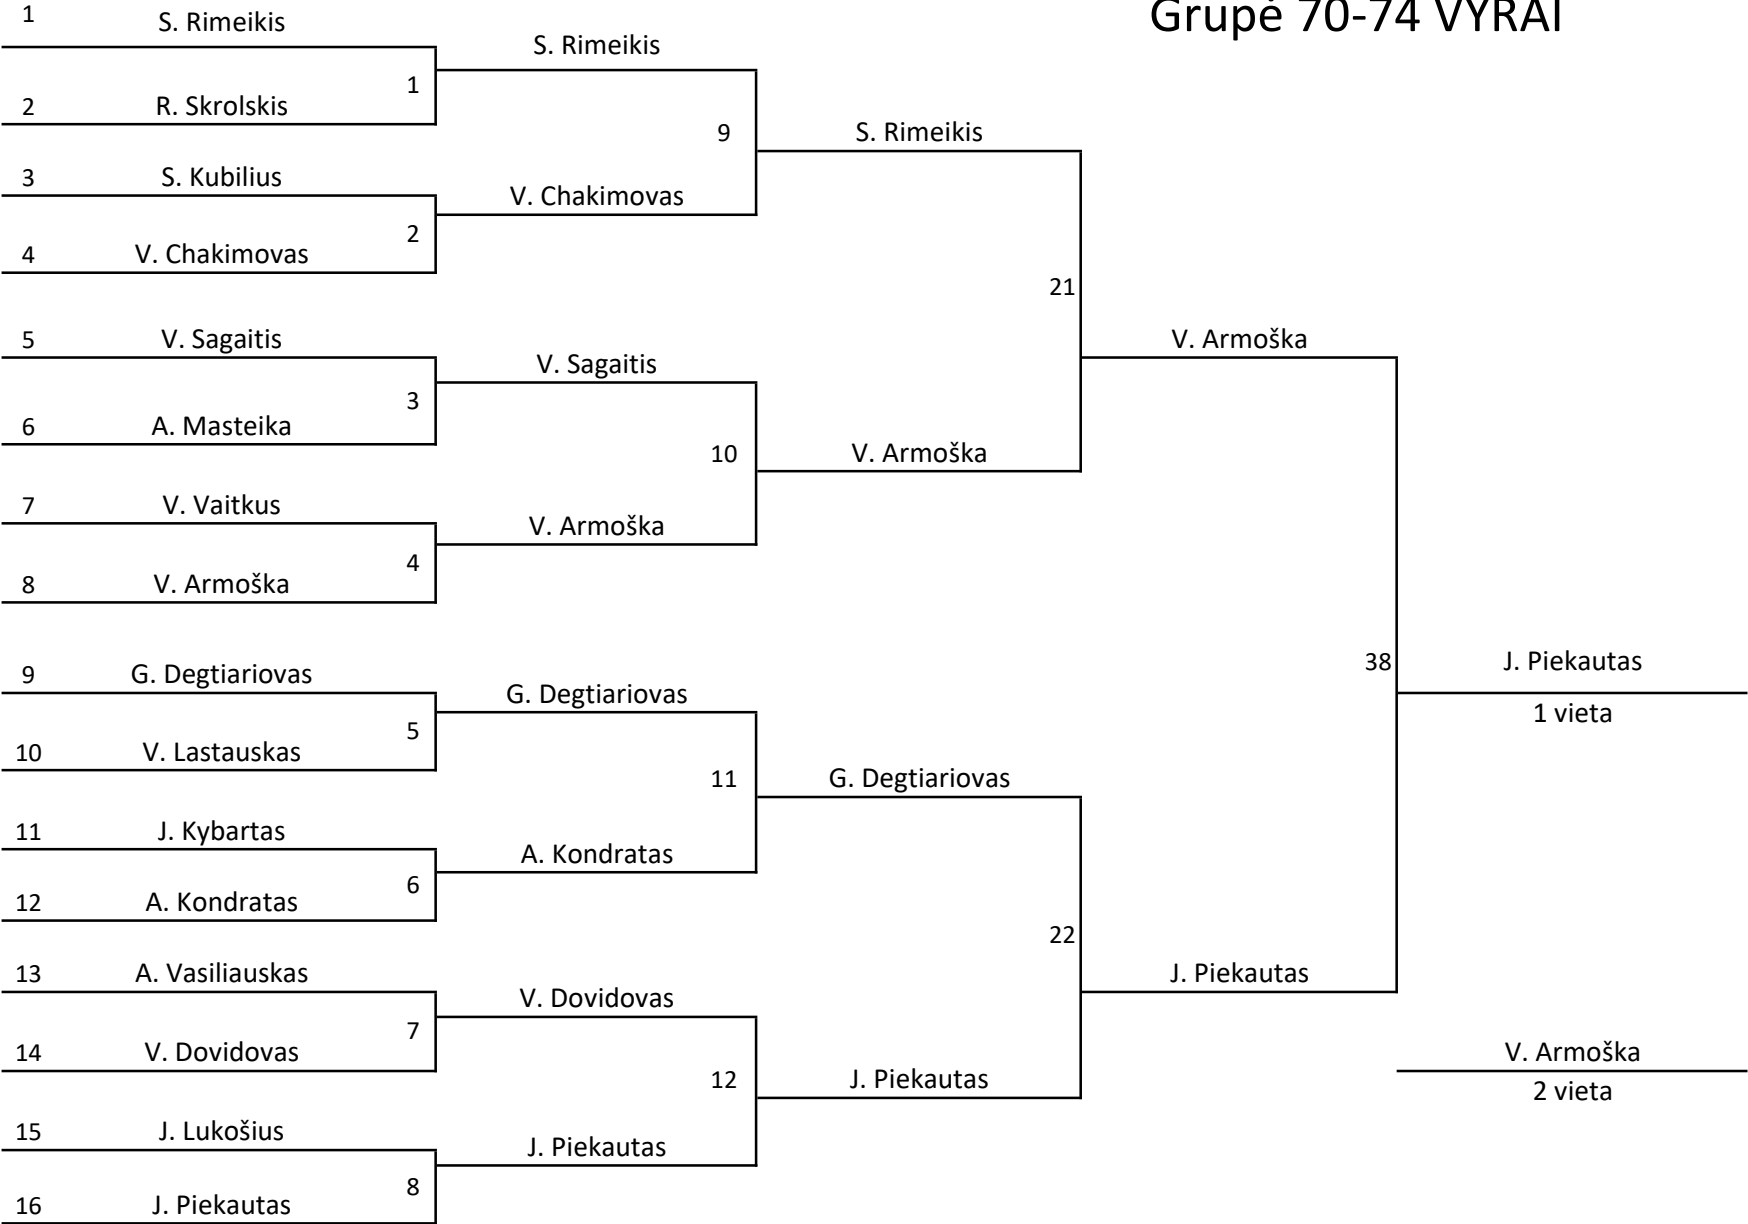 Grupė 70-74 VYRAI
1 S. Rimeikis
S. Rimeikis
1
2 R. Skrolskis
9 S. Rimeikis
3 S. Kubilius
V. Chakimovas
2
4 V. Chakimovas
21
5 V. Sagaitis
V. Armoška
V. Sagaitis
3
6 A. Masteika
10 V. Armoška
7 V. Vaitkus
V. Armoška
4
8 V. Armoška
38 J. Piekautas
9 G. Degtiariovas
G. Degtiariovas
1 vieta
5
10 V. Lastauskas
11 G. Degtiariovas
11 J. Kybartas
A. Kondratas
6
12 A. Kondratas
22
13 A. Vasiliauskas
J. Piekautas
V. Dovidovas
7
14 V. Dovidovas
V. Armoška
12 J. Piekautas
2 vieta
15 J. Lukošius
J. Piekautas
8
16 J. Piekautas